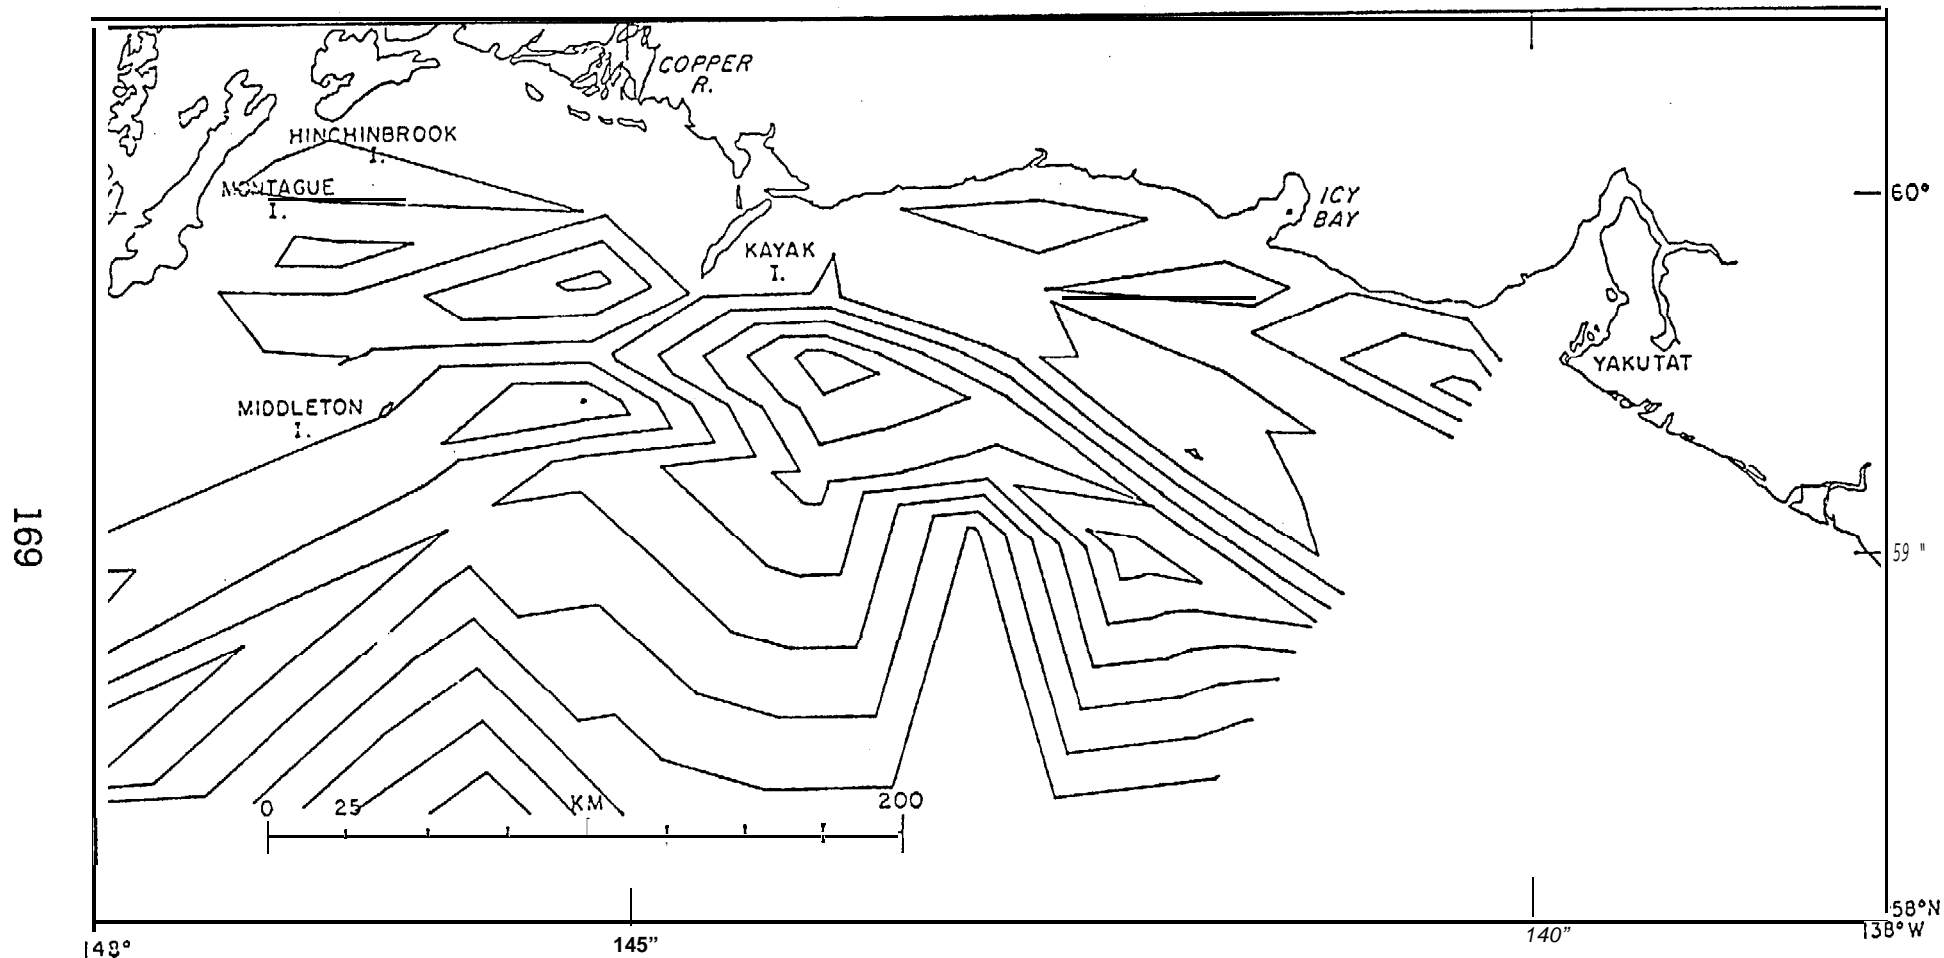 COPPER
R.
HINCHINBROOK
I.
MONTAGUE
I.
ICY
BAY
60°
KAYAK
I.
YAKUTAT
MIDDLETON
I.
169
59"
0 25 KM 200
58°N
148° 145" 140" 138°W